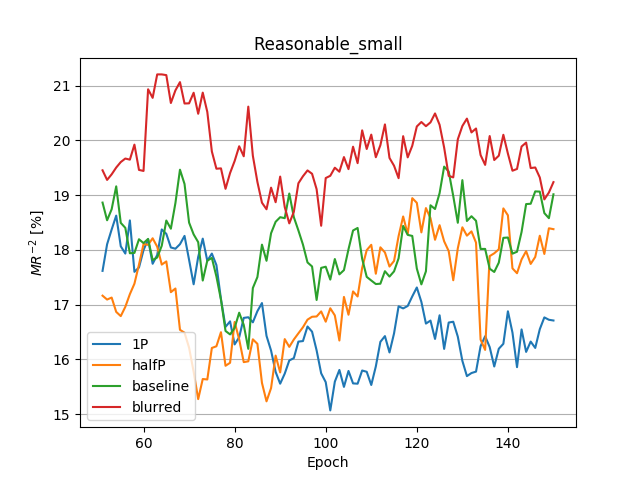 Reasonable_small
MR⁻² [%]
21
20
19
18
17
16
15
1P
halfP
baseline
blurred
60
80
100
120
140
Epoch